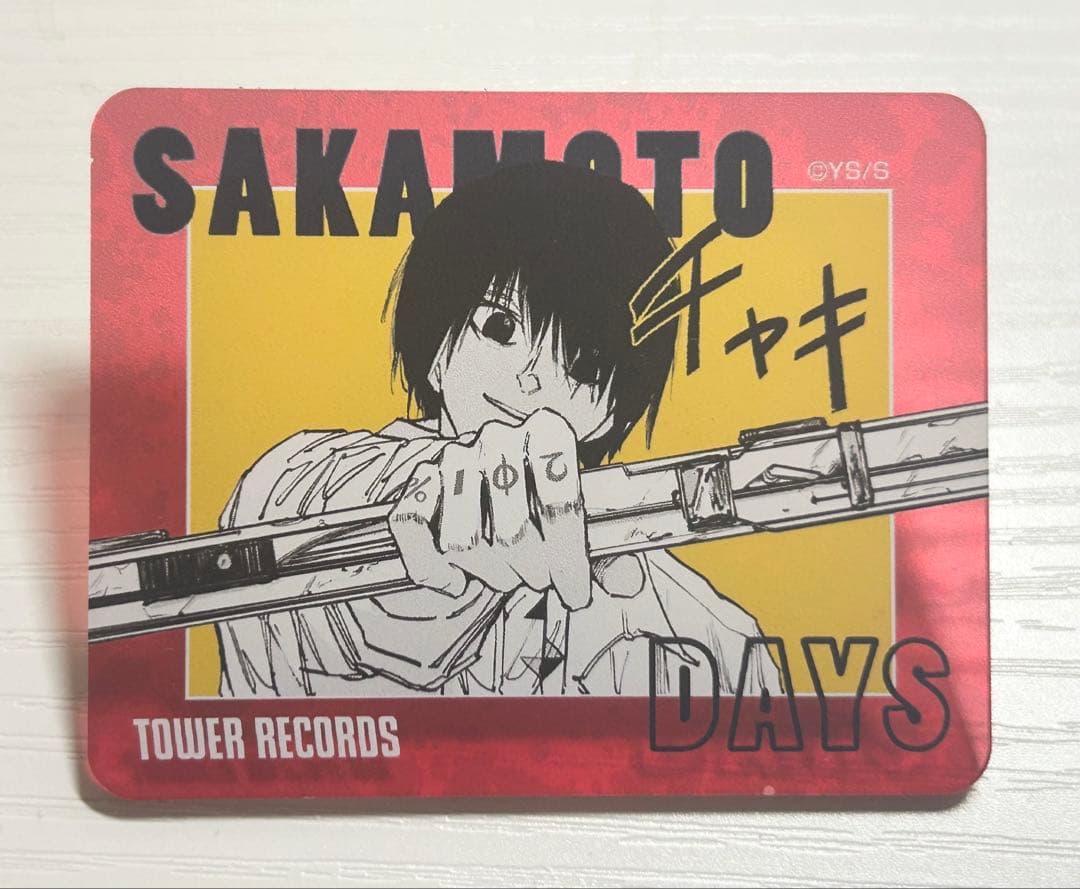 SAKAMOTO
©YS/S
チャキ
% I Φ
DAYS
TOWER RECORDS